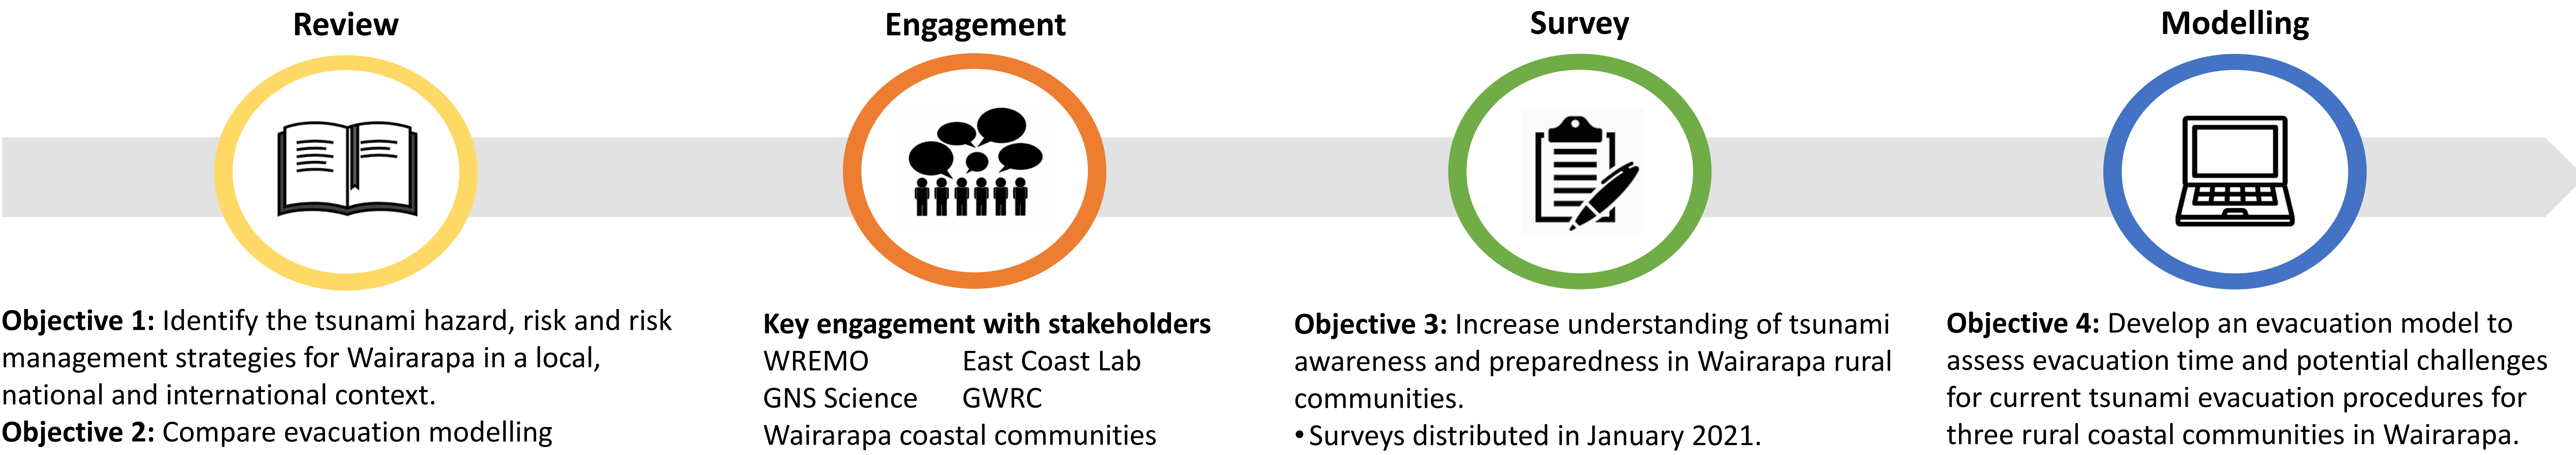 Review
Objective 1: Identify the tsunami hazard, risk and risk
management strategies for Wairarapa in a local,
national and international context.
Objective 2: Compare evacuation modelling
Engagement
Key engagement with stakeholders
WREMO East Coast Lab
GNS Science GWRC
Wairarapa coastal communities
Survey
Objective 3: Increase understanding of tsunami
awareness and preparedness in Wairarapa rural
communities.
• Surveys distributed in January 2021.
Modelling
Objective 4: Develop an evacuation model to
assess evacuation time and potential challenges
for current tsunami evacuation procedures for
three rural coastal communities in Wairarapa.